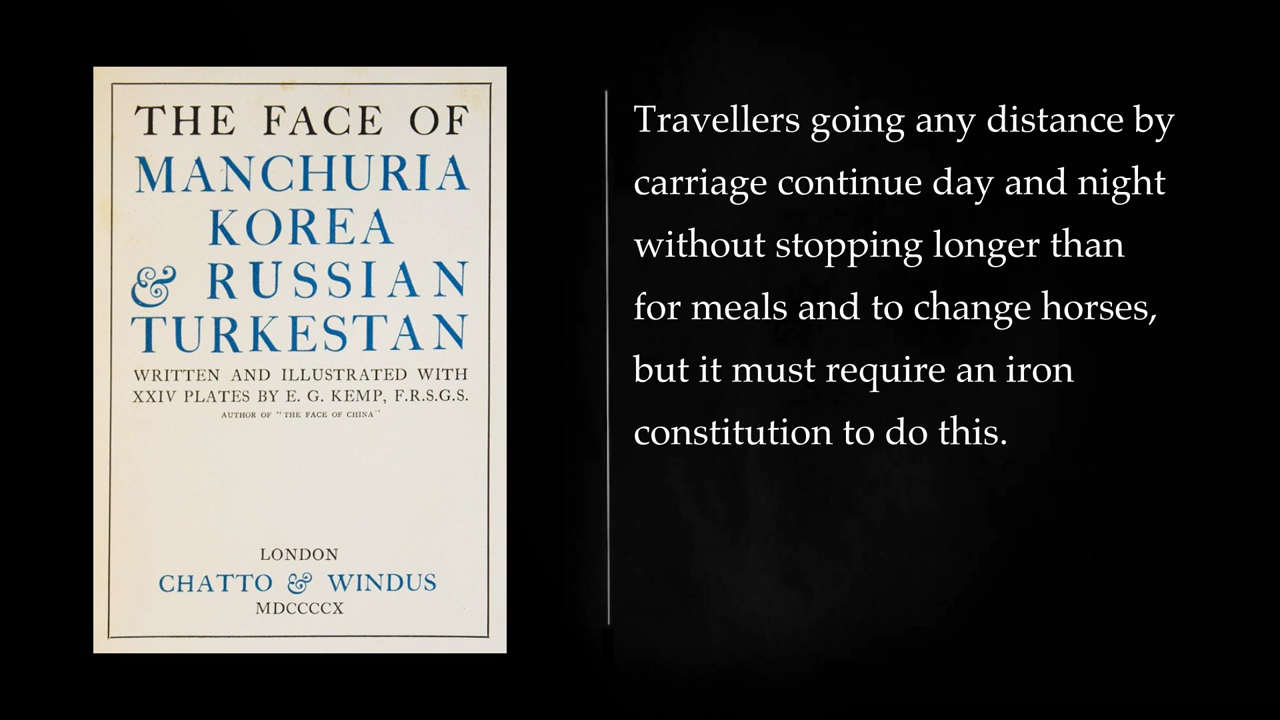 THE FACE OF
MANCHURIA
KOREA
& RUSSIAN
TURKESTAN
WRITTEN AND ILLUSTRATED WITH
XXIV PLATES BY E. G. KEMP, F.R.S.G.S.
AUTHOR OF "THE FACE OF CHINA"
LONDON
CHATTO & WINDUS
MDCCCCX
Travellers going any distance by
carriage continue day and night
without stopping longer than
for meals and to change horses,
but it must require an iron
constitution to do this.